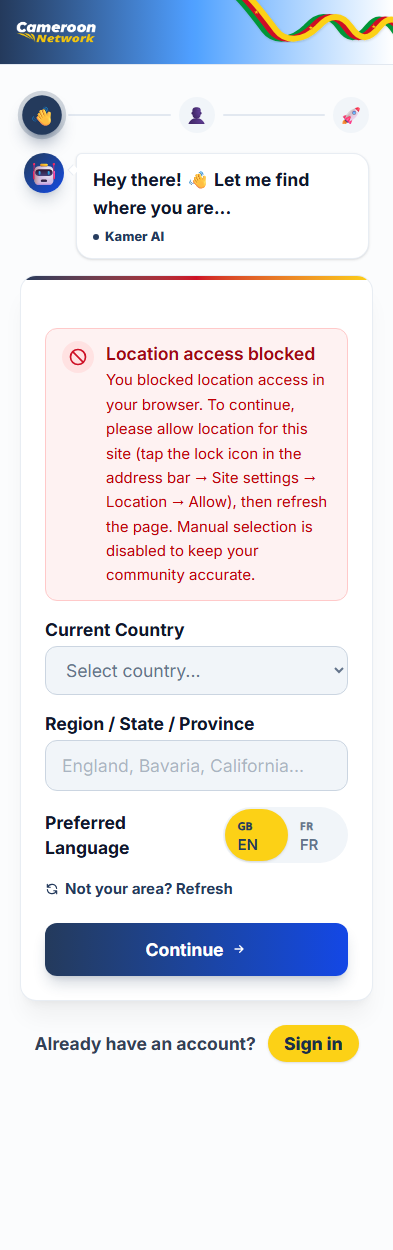 Cameroon
Network
Hey there! 👋 Let me find
where you are...
Kamer AI
Location access blocked
You blocked location access in
your browser. To continue,
please allow location for this
site (tap the lock icon in the
address bar → Site settings →
Location → Allow), then refresh
the page. Manual selection is
disabled to keep your
community accurate.
Current Country
Select country...
Region / State / Province
England, Bavaria, California...
Preferred
Language
GB
EN
FR
FR
Not your area? Refresh
Continue →
Already have an account?
Sign in